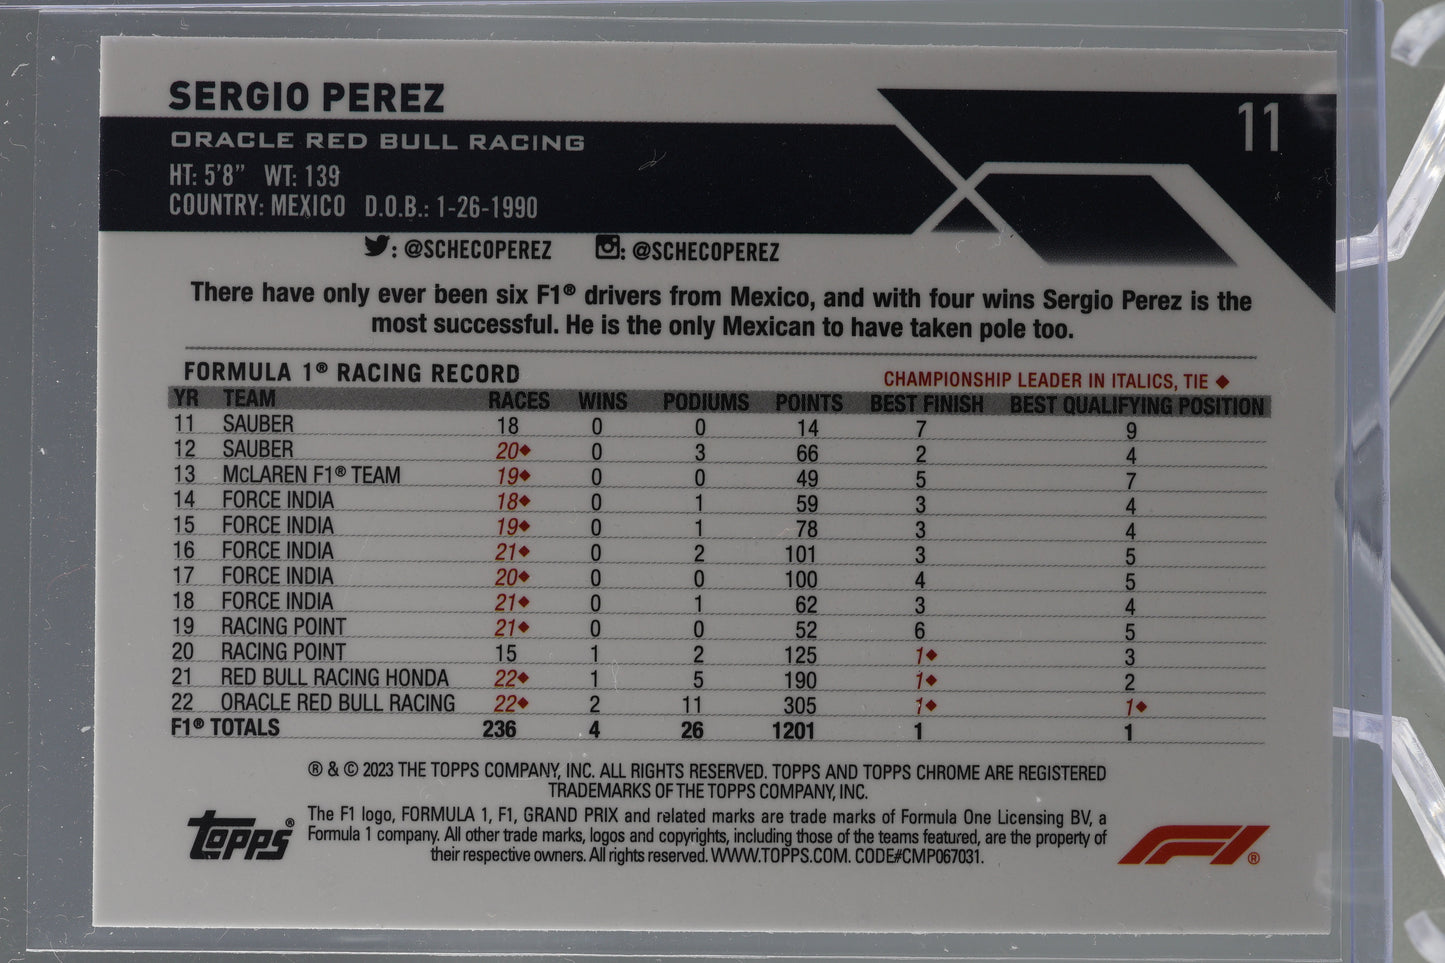 SERGIO PEREZ
11
ORACLE RED BULL RACING
HT: 5'8" WT: 139
COUNTRY: MEXICO D.O.B.: 1-26-1990
: @SCHECOPEREZ : @SCHECOPEREZ
There have only ever been six F1® drivers from Mexico, and with four wins Sergio Perez is the
most successful. He is the only Mexican to have taken pole too.
FORMULA 1® RACING RECORD
CHAMPIONSHIP LEADER IN ITALICS, TIE ◆
YR TEAM RACES WINS PODIUMS POINTS BEST FINISH BEST QUALIFYING POSITION
11 SAUBER 18 0 0 14 7 9
12 SAUBER 20◆ 0 3 66 2 4
13 McLAREN F1® TEAM 19◆ 0 0 49 5 7
14 FORCE INDIA 18◆ 0 1 59 3 4
15 FORCE INDIA 19◆ 0 1 78 3 4
16 FORCE INDIA 21◆ 0 2 101 3 5
17 FORCE INDIA 20◆ 0 0 100 4 5
18 FORCE INDIA 21◆ 0 1 62 3 4
19 RACING POINT 21◆ 0 0 52 6 5
20 RACING POINT 15 1 2 125 1◆ 3
21 RED BULL RACING HONDA 22◆ 1 5 190 1◆ 2
22 ORACLE RED BULL RACING 22◆ 2 11 305 1◆ 1◆
F1® TOTALS 236 4 26 1201 1 1
® & © 2023 THE TOPPS COMPANY, INC. ALL RIGHTS RESERVED. TOPPS AND TOPPS CHROME ARE REGISTERED
TRADEMARKS OF THE TOPPS COMPANY, INC.
The F1 logo, FORMULA 1, F1, GRAND PRIX and related marks are trade marks of Formula One Licensing BV, a
Formula 1 company. All other trade marks, logos and copyrights, including those of the teams featured, are the property of
their respective owners. All rights reserved. WWW.TOPPS.COM. CODE#CMP067031.
topps®
F1®